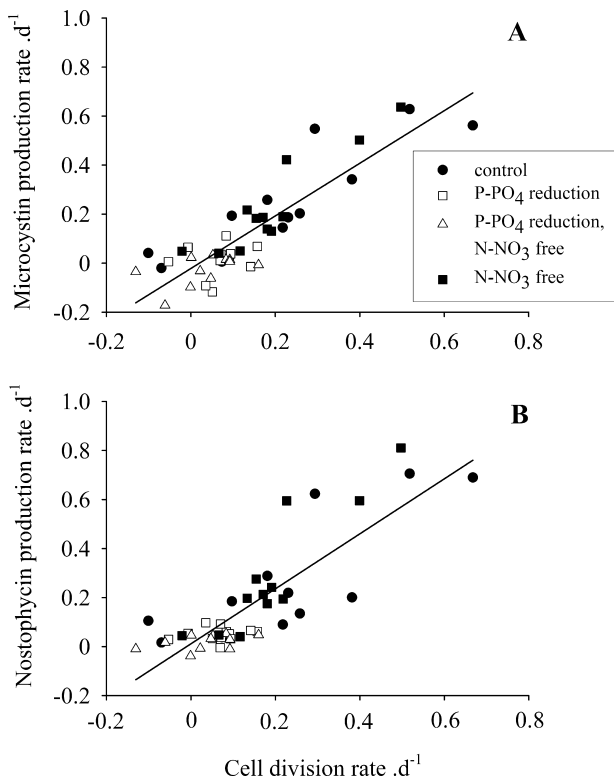 A
Microcystin production rate .d-1
1.0
0.8
0.6
0.4
0.2
0
-0.2
-0.2 0 0.2 0.4 0.6 0.8
control
P-PO4 reduction
P-PO4 reduction,
N-NO3 free
N-NO3 free
B
Nostophycin production rate .d-1
1.0
0.8
0.6
0.4
0.2
0
-0.2
-0.2 0 0.2 0.4 0.6 0.8
Cell division rate .d-1